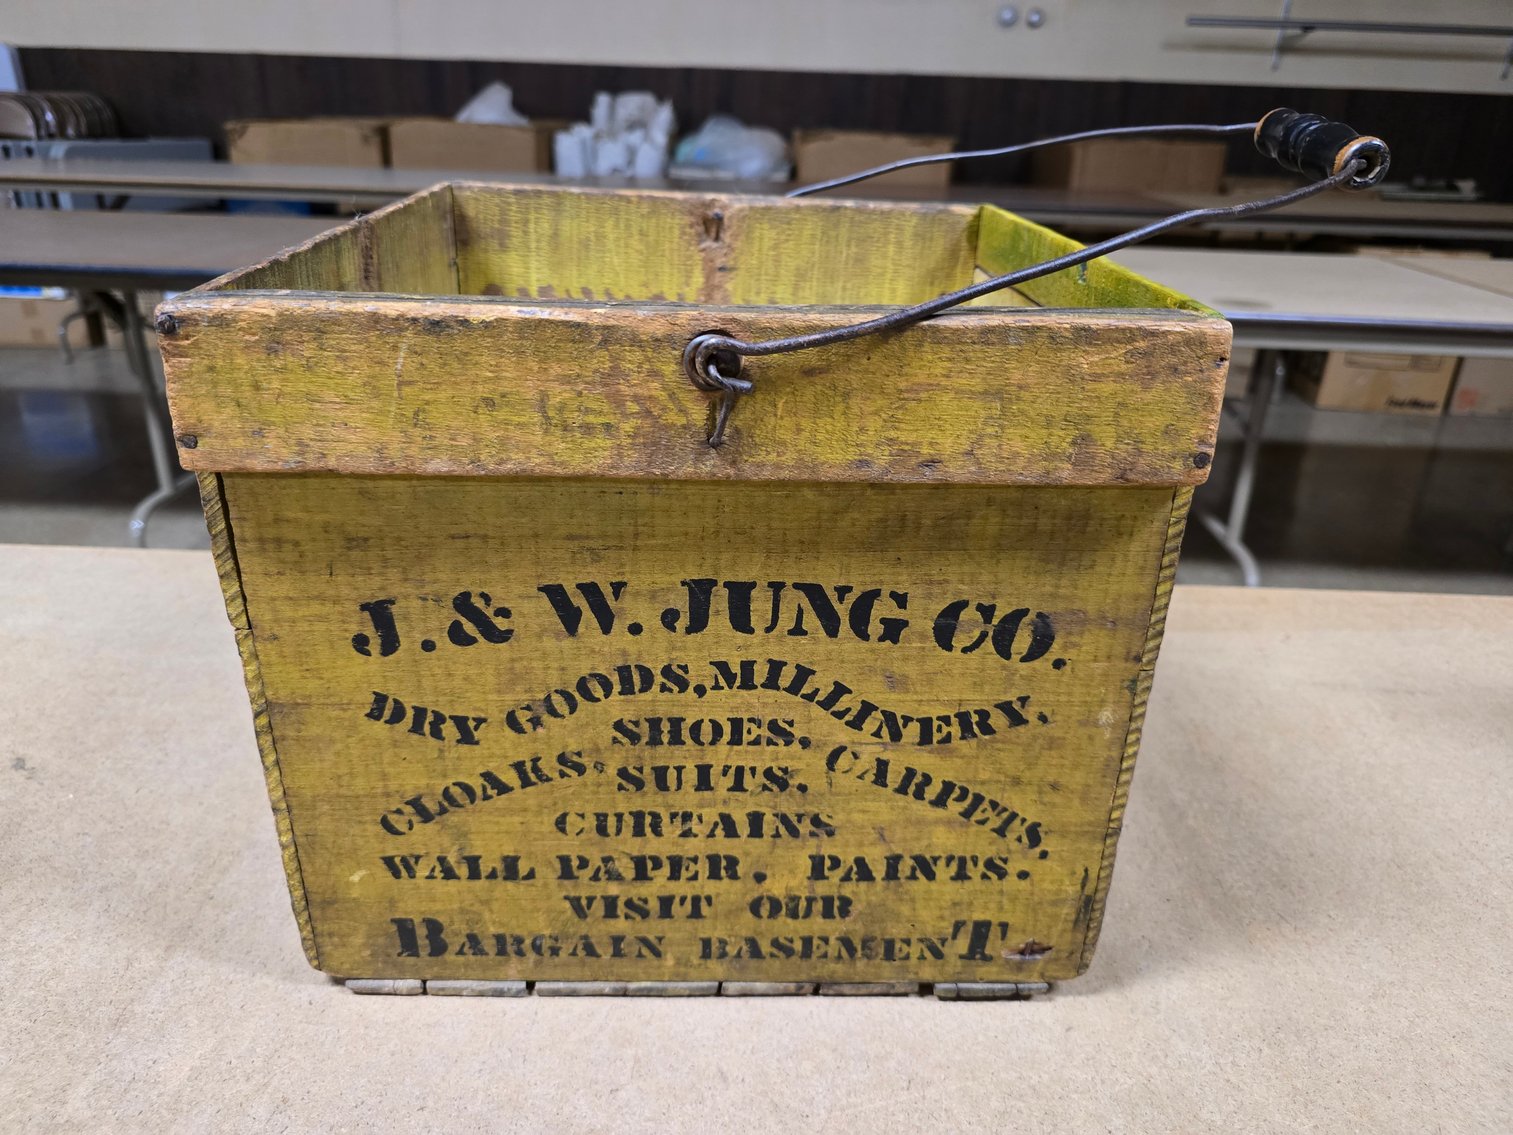 J. & W. JUNG CO.
DRY GOODS, MILLINERY.
SHOES.
CLOAKS. SUITS. CARPETS.
CURTAINS
WALL PAPER. PAINTS.
VISIT OUR
BARGAIN BASEMENT